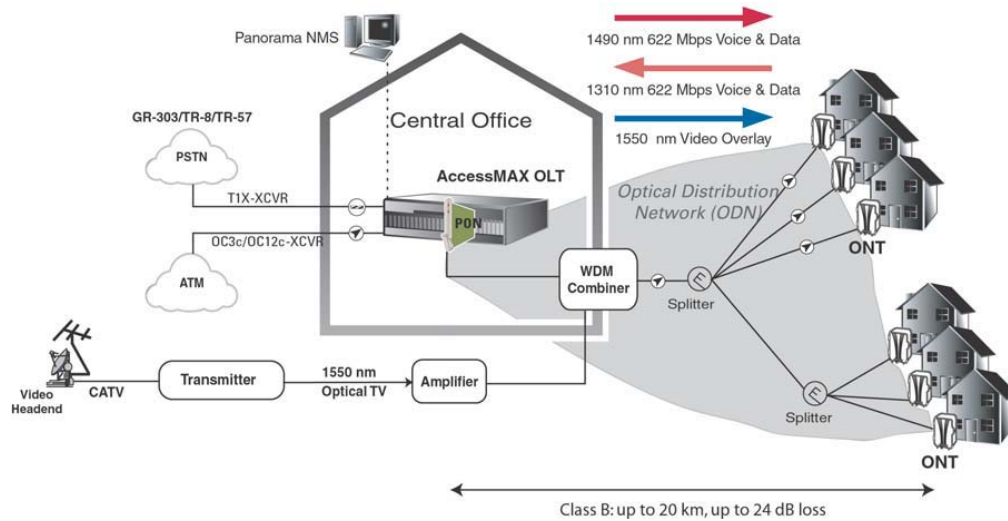 Panorama NMS
1490 nm 622 Mbps Voice & Data
1310 nm 622 Mbps Voice & Data
1550 nm Video Overlay
GR-303/TR-8/TR-57
PSTN
T1X-XCVR
OC3c/OC12c-XCVR
ATM
Central Office
AccessMAX OLT
PON
Optical Distribution
Network (ODN)
WDM
Combiner
Splitter
ONT
Video
Headend
CATV
Transmitter
1550 nm
Optical TV
Amplifier
Splitter
ONT
Class B: up to 20 km, up to 24 dB loss